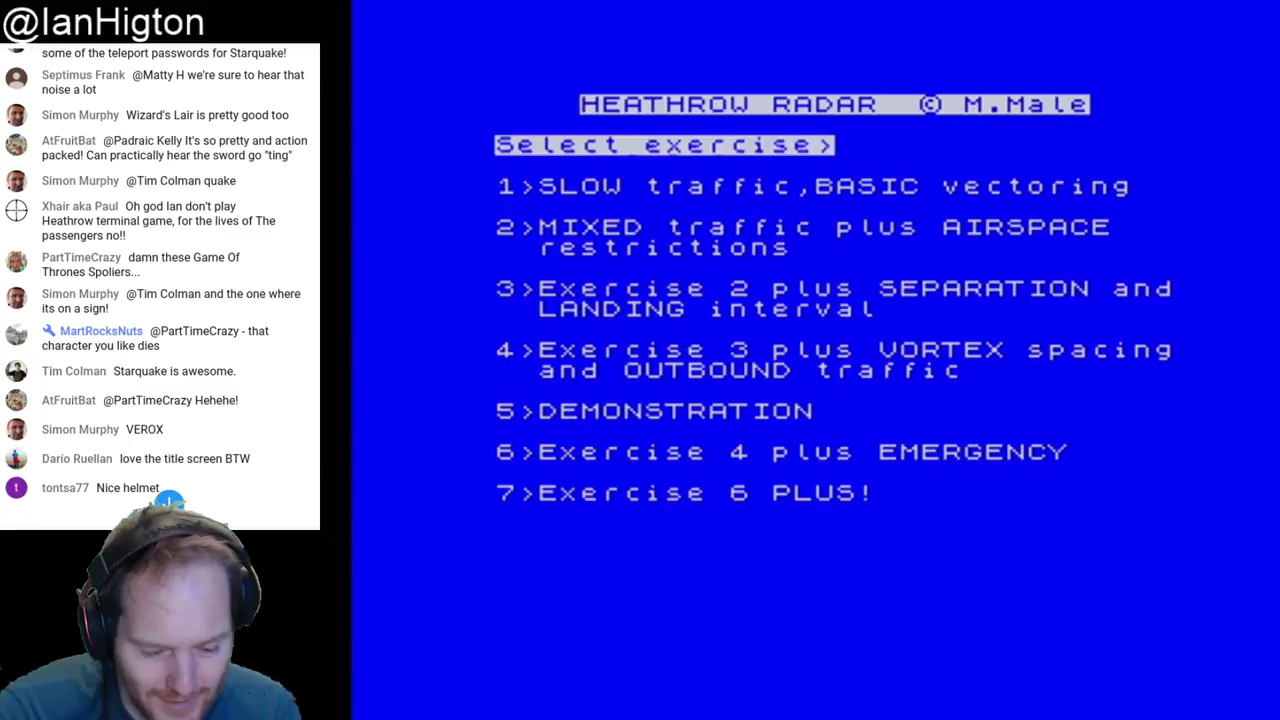 @IanHigton
some of the teleport passwords for Starquake!
Septimus Frank @Matty H we're sure to hear that
noise a lot
Simon Murphy Wizard's Lair is pretty good too
AtFruitBat @Padraic Kelly It's so pretty and action
packed! Can practically hear the sword go "ting"
Simon Murphy @Tim Colman quake
Xhair aka Paul Oh god Ian don't play
Heathrow terminal game, for the lives of The
passengers no!!
PartTimeCrazy damn these Game Of
Thrones Spoliers...
Simon Murphy @Tim Colman and the one where
its on a sign!
MartRocksNuts @PartTimeCrazy - that
character you like dies
Tim Colman Starquake is awesome.
AtFruitBat @PartTimeCrazy Hehehe!
Simon Murphy VEROX
Darío Ruellan love the title screen BTW
t tontsa77 Nice helmet
HEATHROW RADAR © M.Male
Select exercise>
1>SLOW traffic,BASIC vectoring
2>MIXED traffic plus AIRSPACE
restrictions
3>Exercise 2 plus SEPARATION and
LANDING interval
4>Exercise 3 plus VORTEX spacing
and OUTBOUND traffic
5>DEMONSTRATION
6>Exercise 4 plus EMERGENCY
7>Exercise 6 PLUS!